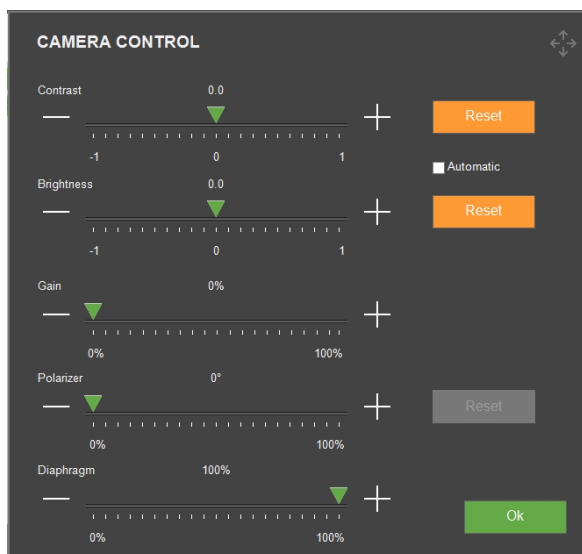 CAMERA CONTROL
Contrast 0.0
Reset
-1 0 1
Automatic
Brightness 0.0
Reset
-1 0 1
Gain 0%
0% 100%
Polarizer 0°
Reset
0% 100%
Diaphragm 100%
Ok
0% 100%